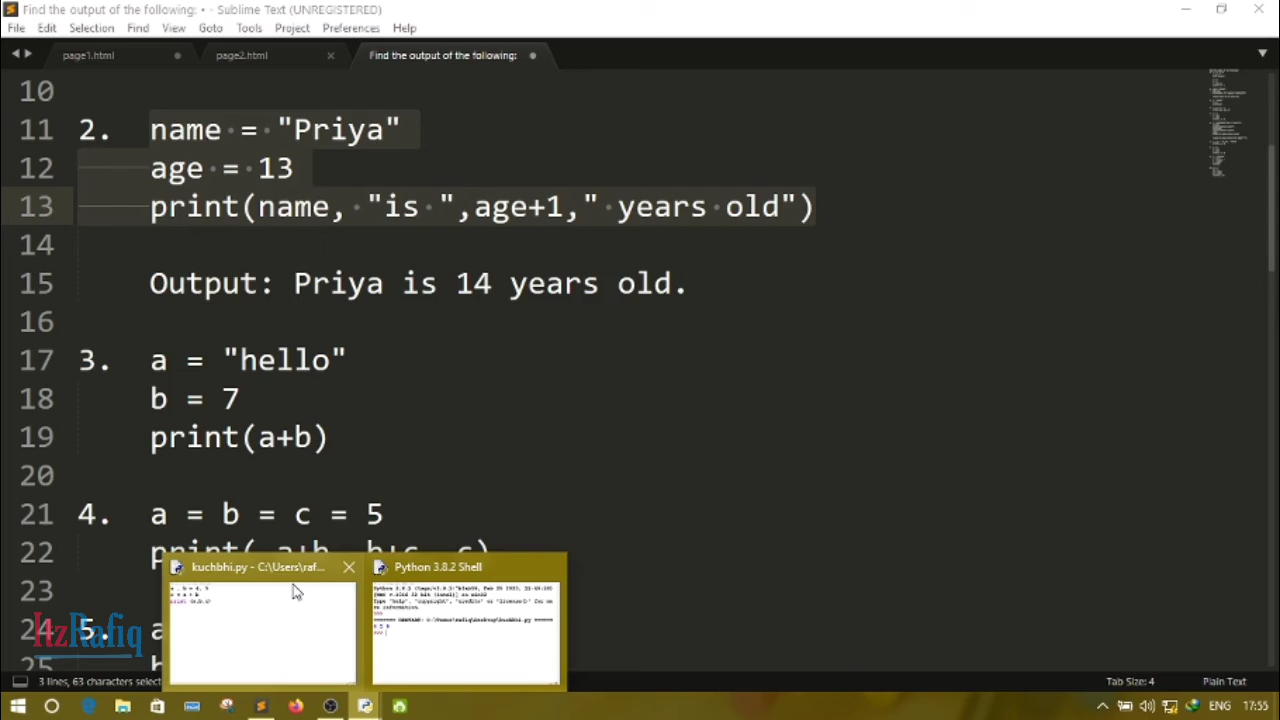 Find the output of the following: • - Sublime Text (UNREGISTERED)
File Edit Selection Find View Goto Tools Project Preferences Help
page1.html page2.html Find the output of the following:
10
11 2. name = "Priya"
12 age = 13
13 print(name, "is ",age+1," years old")
14
15 Output: Priya is 14 years old.
16
17 3. a = "hello"
18 b = 7
19 print(a+b)
20
21 4. a = b = c = 5
22 print( a+b, b+c, c)
kuchbhi.py - C:\Users\raf... Python 3.8.2 Shell
23
24 5. a
25 b
ItzRafiq
3 lines, 63 characters select Tab Size: 4 Plain Text
ENG 17:55